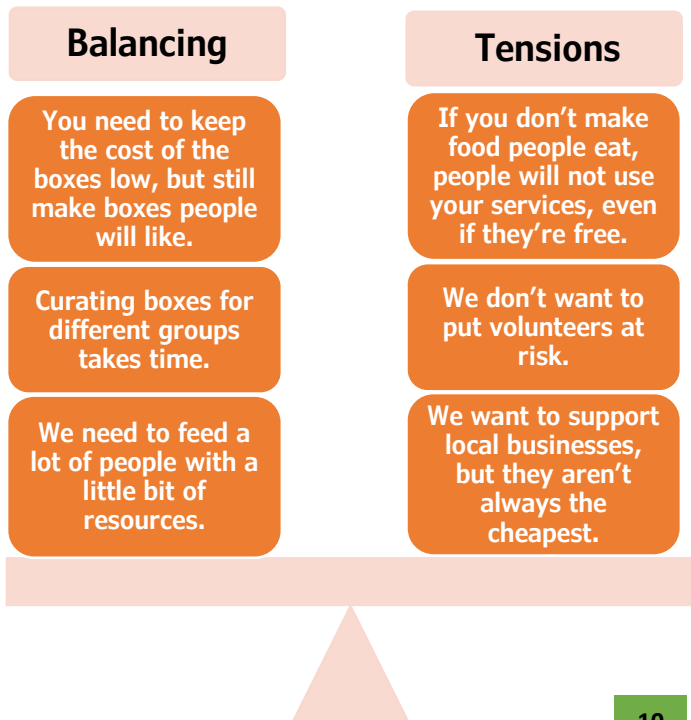 Balancing
You need to keep
the cost of the
boxes low, but still
make boxes people
will like.
Curating boxes for
different groups
takes time.
We need to feed a
lot of people with a
little bit of
resources.
Tensions
If you don’t make
food people eat,
people will not use
your services, even
if they’re free.
We don’t want to
put volunteers at
risk.
We want to support
local businesses,
but they aren’t
always the
cheapest.
10